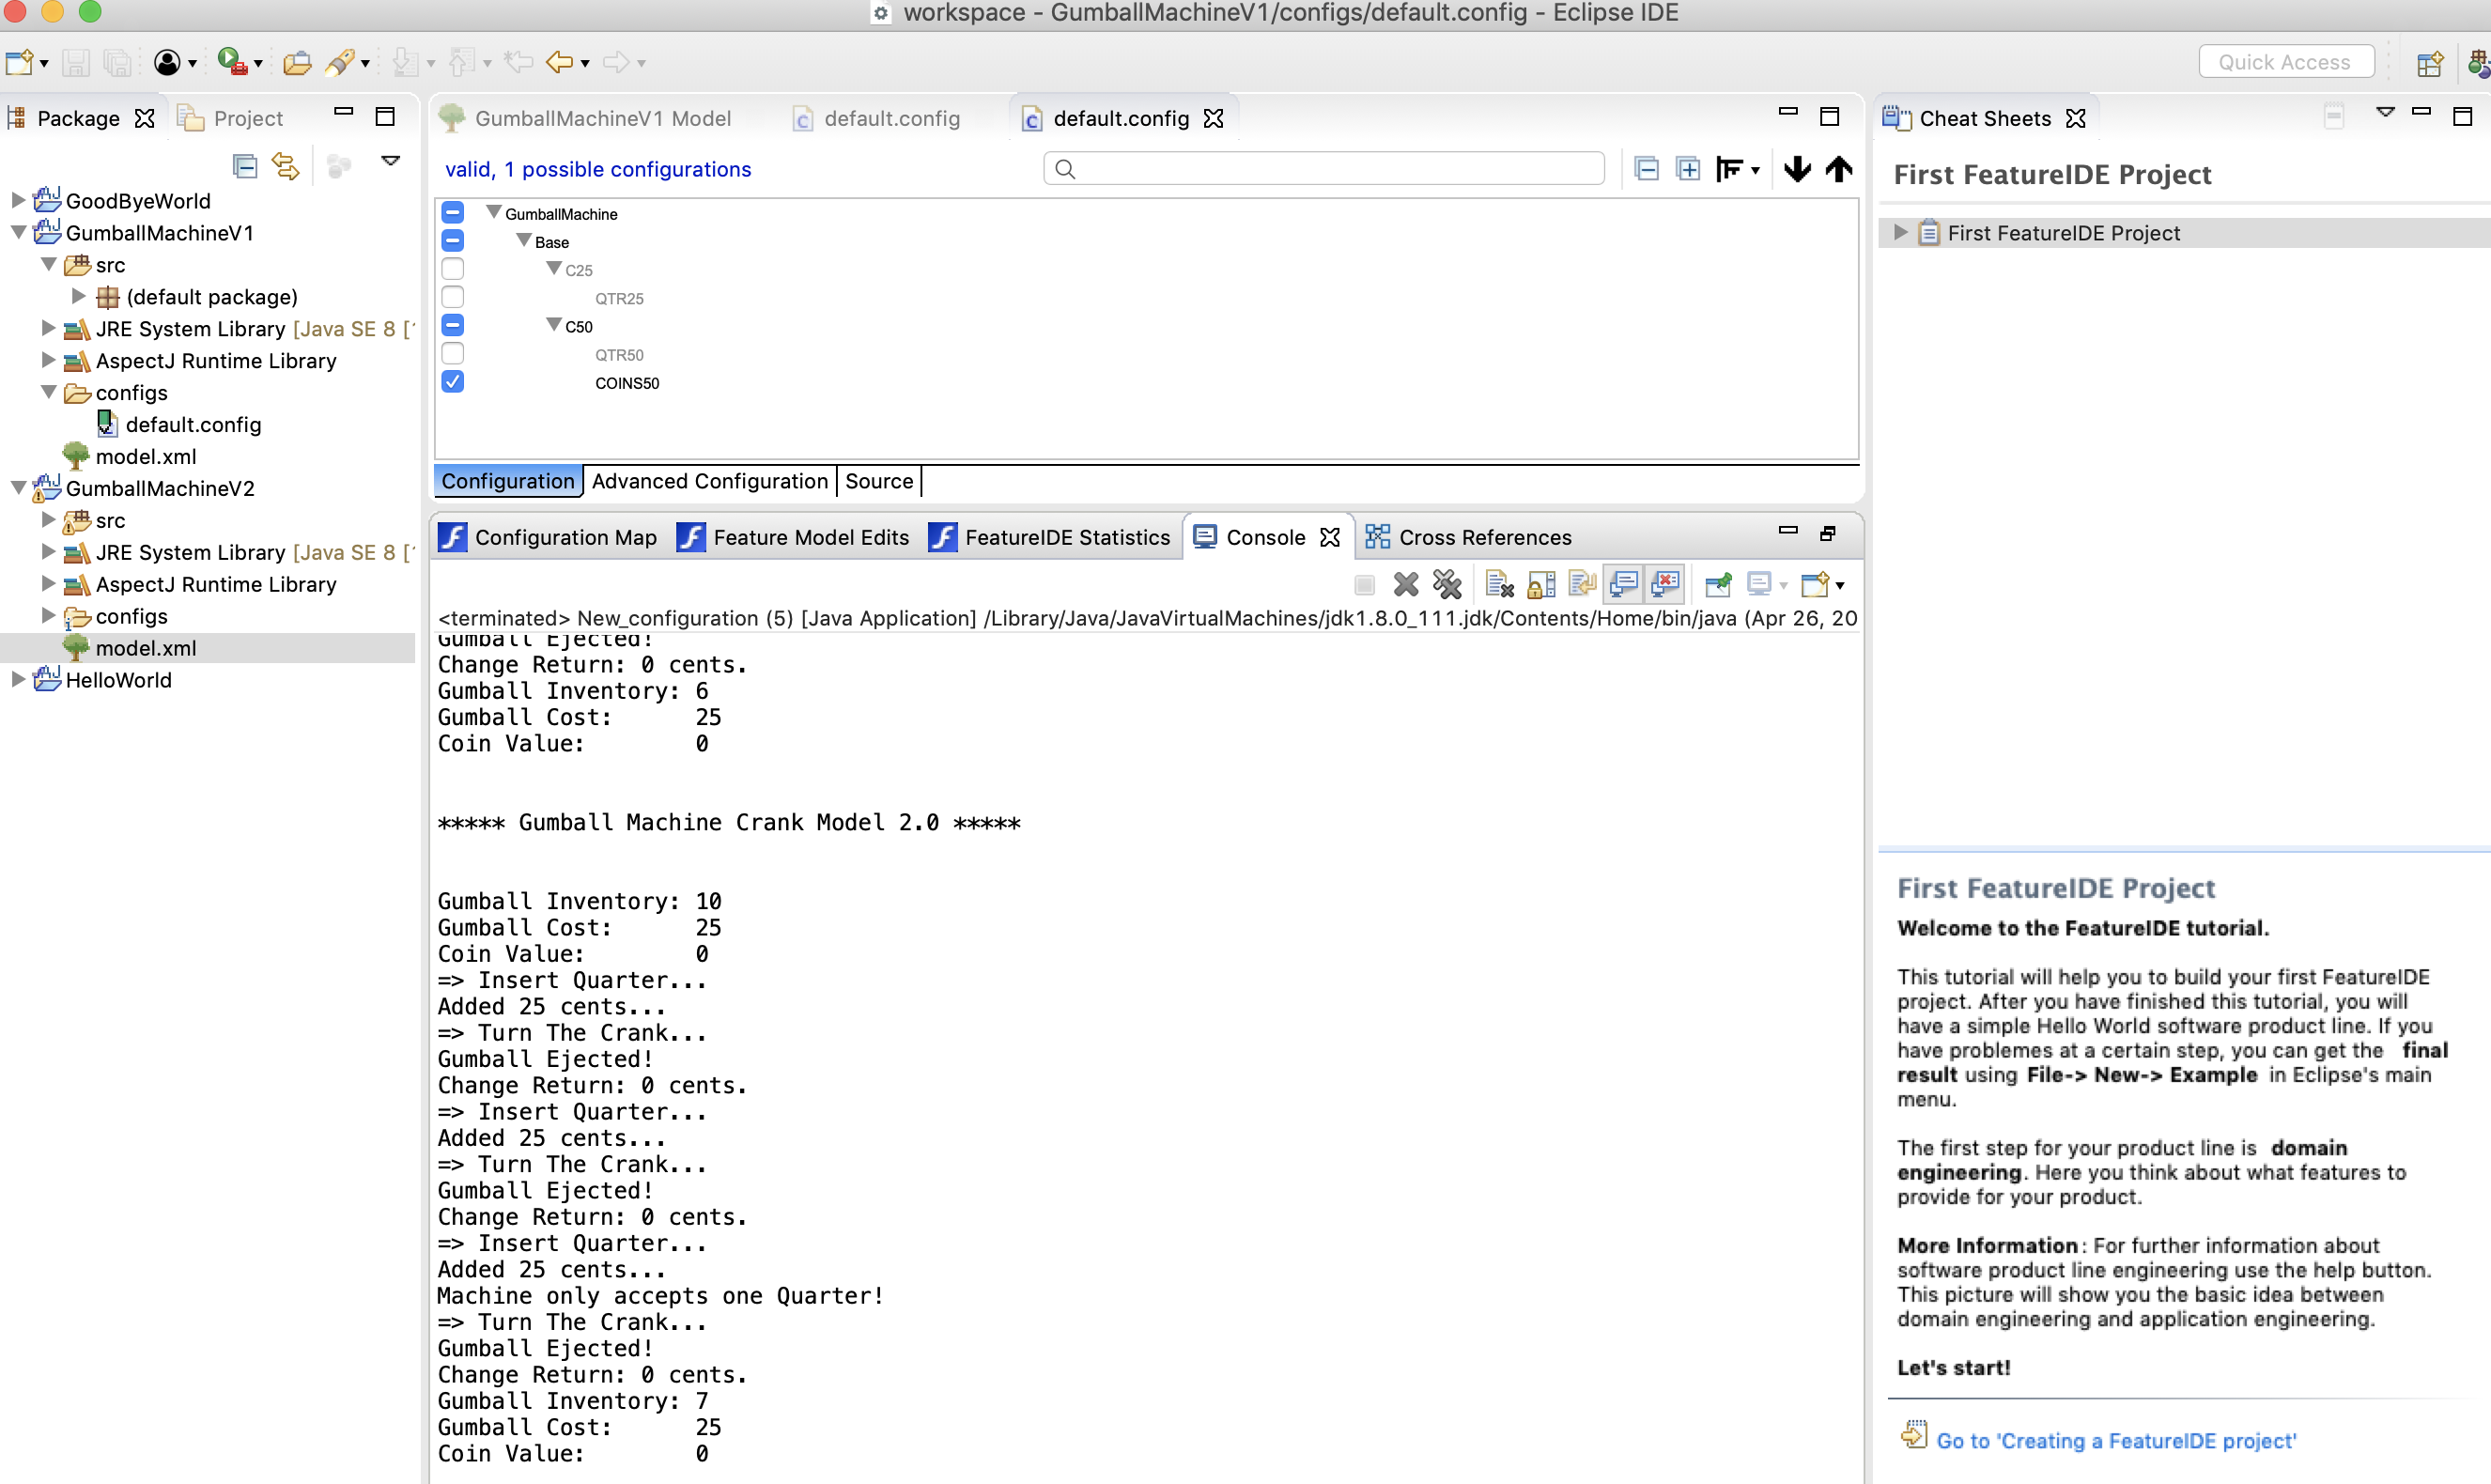 workspace - GumballMachineV1/configs/default.config - Eclipse IDE
Quick Access
Package
Project
GoodByeWorld
GumballMachineV1
src
(default package)
JRE System Library [Java SE 8 [
AspectJ Runtime Library
configs
default.config
model.xml
GumballMachineV2
src
JRE System Library [Java SE 8 [
AspectJ Runtime Library
configs
model.xml
HelloWorld
GumballMachineV1 Model
default.config
default.config
valid, 1 possible configurations
GumballMachine
Base
C25
QTR25
C50
QTR50
COINS50
Configuration
Advanced Configuration
Source
Configuration Map
Feature Model Edits
FeatureIDE Statistics
Console
Cross References
<terminated> New_configuration (5) [Java Application] /Library/Java/JavaVirtualMachines/jdk1.8.0_111.jdk/Contents/Home/bin/java (Apr 26, 20
Gumball Ejected!
Change Return: 0 cents.
Gumball Inventory: 6
Gumball Cost: 25
Coin Value: 0
***** Gumball Machine Crank Model 2.0 *****
Gumball Inventory: 10
Gumball Cost: 25
Coin Value: 0
=> Insert Quarter...
Added 25 cents...
=> Turn The Crank...
Gumball Ejected!
Change Return: 0 cents.
=> Insert Quarter...
Added 25 cents...
=> Turn The Crank...
Gumball Ejected!
Change Return: 0 cents.
=> Insert Quarter...
Added 25 cents...
Machine only accepts one Quarter!
=> Turn The Crank...
Gumball Ejected!
Change Return: 0 cents.
Gumball Inventory: 7
Gumball Cost: 25
Coin Value: 0
Cheat Sheets
First FeatureIDE Project
First FeatureIDE Project
First FeatureIDE Project
Welcome to the FeatureIDE tutorial.
This tutorial will help you to build your first FeatureIDE
project. After you have finished this tutorial, you will
have a simple Hello World software product line. If you
have problemes at a certain step, you can get the final
result using File-> New-> Example in Eclipse's main
menu.
The first step for your product line is domain
engineering. Here you think about what features to
provide for your product.
More Information: For further information about
software product line engineering use the help button.
This picture will show you the basic idea between
domain engineering and application engineering.
Let's start!
Go to 'Creating a FeatureIDE project'